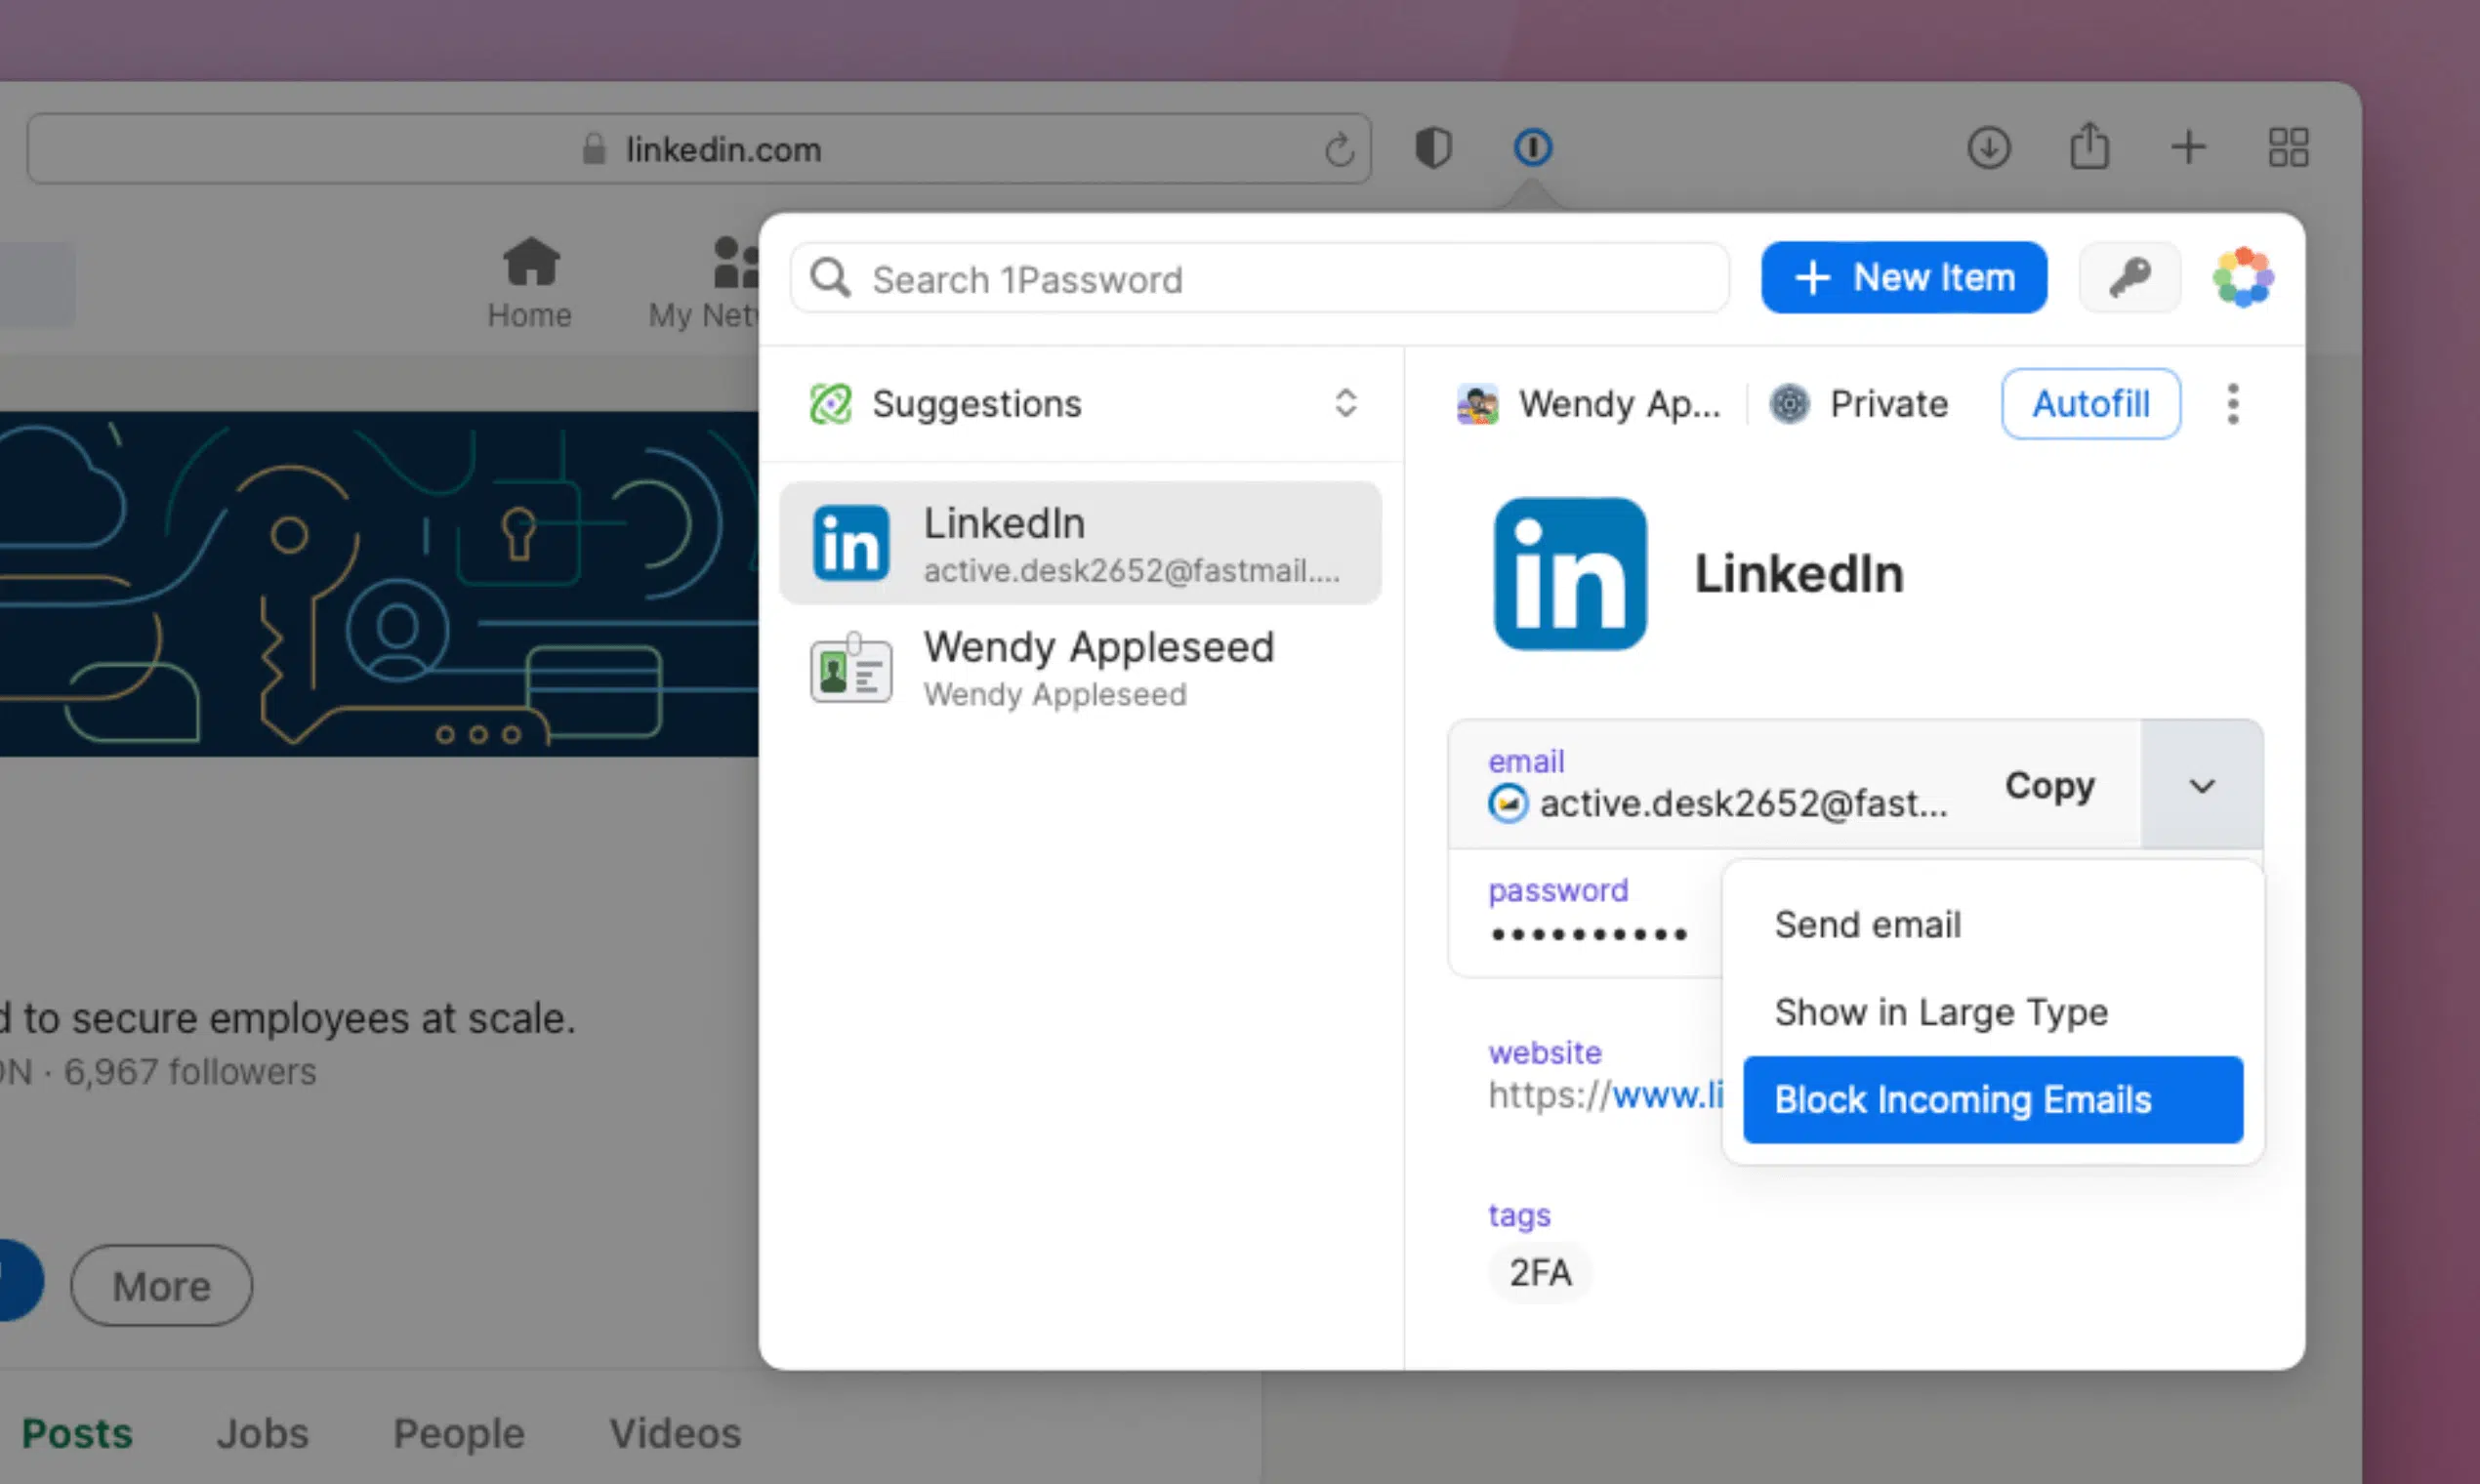 linkedin.com
Home
My Net
Search 1Password
+ New Item
Suggestions
Wendy Ap...
Private
Autofill
in
LinkedIn
active.desk2652@fastmail....
Wendy Appleseed
Wendy Appleseed
in
LinkedIn
email
active.desk2652@fast...
Copy
password
••••••••••
Send email
Show in Large Type
Block Incoming Emails
website
https://www.li
tags
2FA
to secure employees at scale.
· 6,967 followers
More
Posts
Jobs
People
Videos